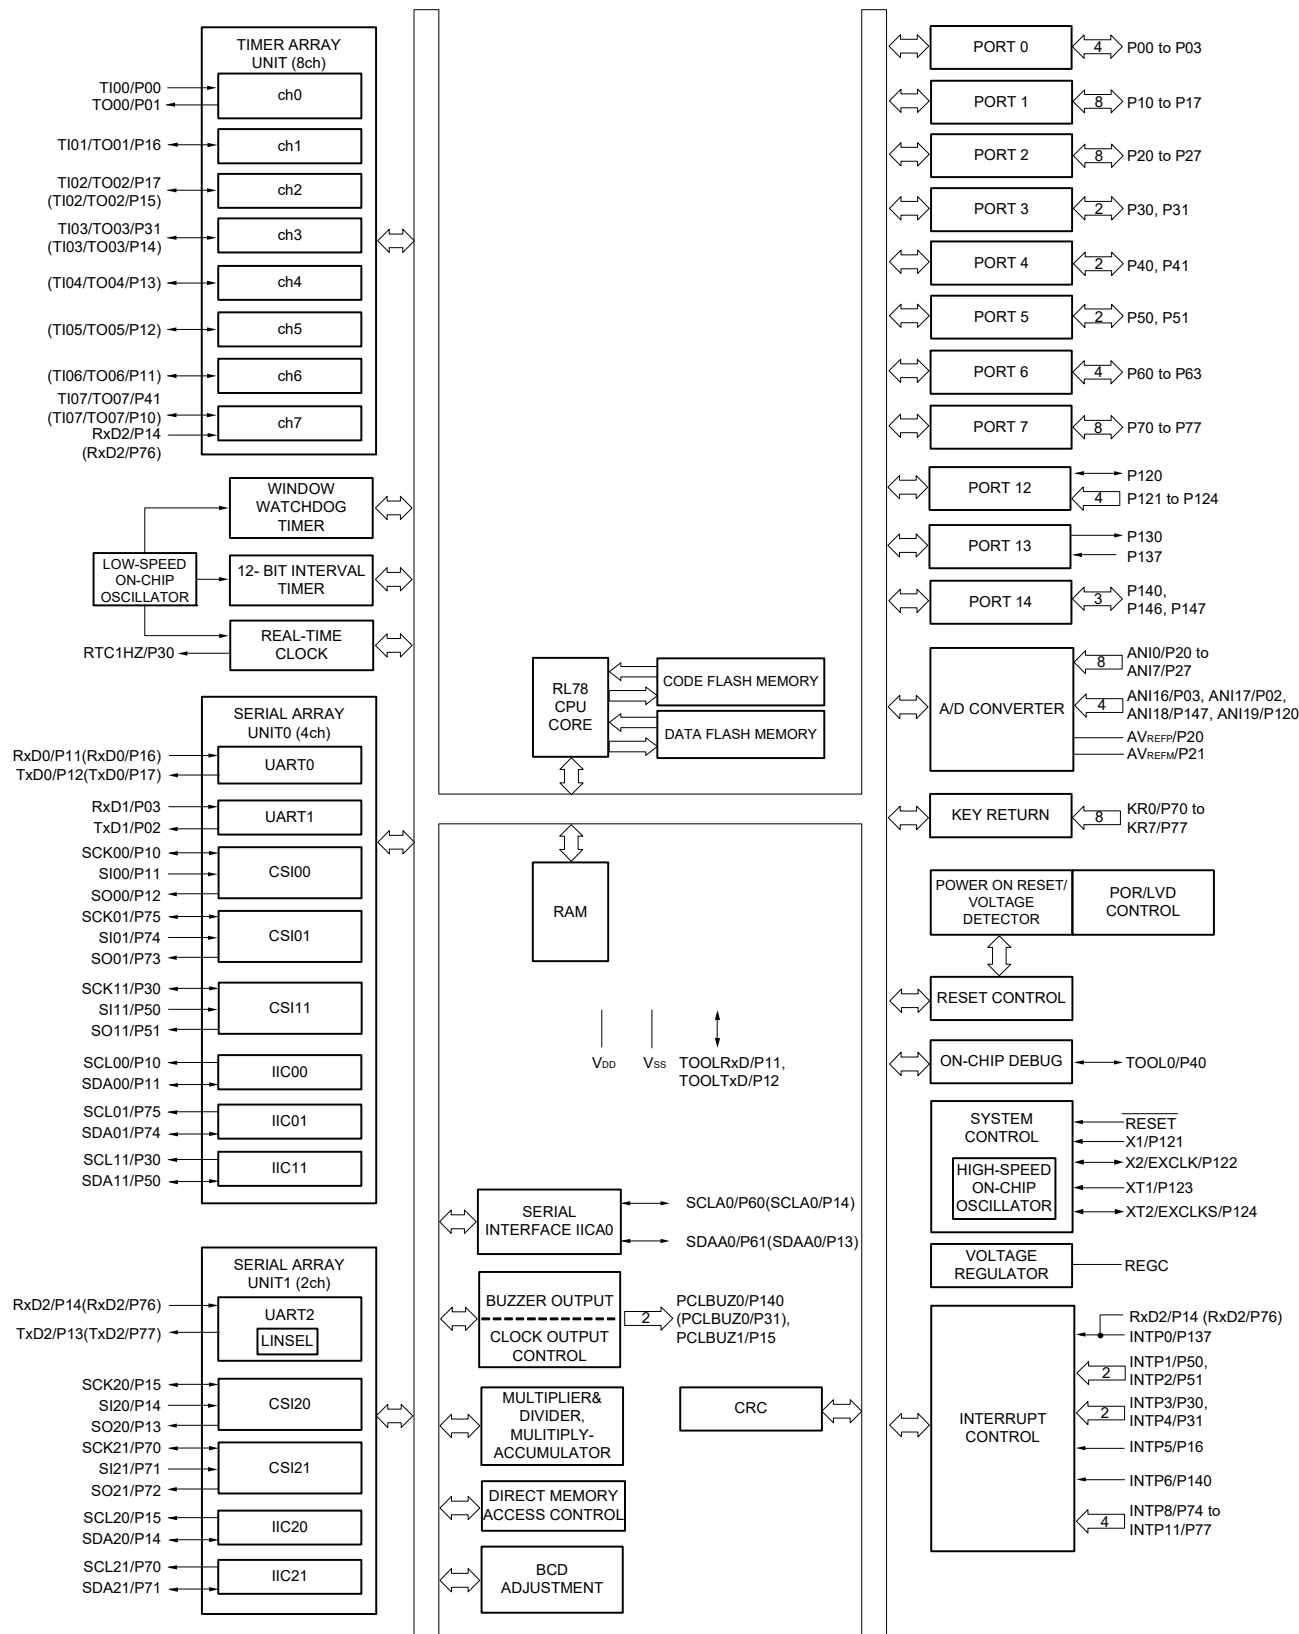 TIMER ARRAY
UNIT (8ch)
TI00/P00
TO00/P01
ch0
TI01/TO01/P16
ch1
TI02/TO02/P17
(TI02/TO02/P15)
ch2
TI03/TO03/P31
(TI03/TO03/P14)
ch3
(TI04/TO04/P13)
ch4
(TI05/TO05/P12)
ch5
(TI06/TO06/P11)
ch6
TI07/TO07/P41
(TI07/TO07/P10)
RxD2/P14
(RxD2/P76)
ch7
WINDOW
WATCHDOG
TIMER
LOW-SPEED
ON-CHIP
OSCILLATOR
12- BIT INTERVAL
TIMER
REAL-TIME
CLOCK
RTC1HZ/P30
SERIAL ARRAY
UNIT0 (4ch)
RxD0/P11(RxD0/P16)
TxD0/P12(TxD0/P17)
UART0
RxD1/P03
TxD1/P02
UART1
SCK00/P10
SI00/P11
SO00/P12
CSI00
SCK01/P75
SI01/P74
SO01/P73
CSI01
SCK11/P30
SI11/P50
SO11/P51
CSI11
SCL00/P10
SDA00/P11
IIC00
SCL01/P75
SDA01/P74
IIC01
SCL11/P30
SDA11/P50
IIC11
SERIAL ARRAY
UNIT1 (2ch)
RxD2/P14(RxD2/P76)
TxD2/P13(TxD2/P77)
UART2
LINSEL
SCK20/P15
SI20/P14
SO20/P13
CSI20
SCK21/P70
SI21/P71
SO21/P72
CSI21
SCL20/P15
SDA20/P14
IIC20
SCL21/P70
SDA21/P71
IIC21
RL78
CPU
CORE
CODE FLASH MEMORY
DATA FLASH MEMORY
RAM
VDD
VSS
TOOLRxD/P11,
TOOLTxD/P12
SERIAL
INTERFACE IICA0
SCLA0/P60(SCLA0/P14)
SDAA0/P61(SDAA0/P13)
BUZZER OUTPUT
CLOCK OUTPUT
CONTROL
2
PCLBUZ0/P140
(PCLBUZ0/P31),
PCLBUZ1/P15
MULTIPLIER&
DIVIDER,
MULITIPLY-
ACCUMULATOR
CRC
DIRECT MEMORY
ACCESS CONTROL
BCD
ADJUSTMENT
PORT 0
4
P00 to P03
PORT 1
8
P10 to P17
PORT 2
8
P20 to P27
PORT 3
2
P30, P31
PORT 4
2
P40, P41
PORT 5
2
P50, P51
PORT 6
4
P60 to P63
PORT 7
8
P70 to P77
PORT 12
P120
4
P121 to P124
PORT 13
P130
P137
PORT 14
3
P140,
P146, P147
A/D CONVERTER
8
ANI0/P20 to
ANI7/P27
4
ANI16/P03, ANI17/P02,
ANI18/P147, ANI19/P120
AVREFP/P20
AVREFM/P21
KEY RETURN
8
KR0/P70 to
KR7/P77
POWER ON RESET/
VOLTAGE
DETECTOR
POR/LVD
CONTROL
RESET CONTROL
ON-CHIP DEBUG
TOOL0/P40
SYSTEM
CONTROL
HIGH-SPEED
ON-CHIP
OSCILLATOR
RESET
X1/P121
X2/EXCLK/P122
XT1/P123
XT2/EXCLKS/P124
VOLTAGE
REGULATOR
REGC
INTERRUPT
CONTROL
RxD2/P14 (RxD2/P76)
INTP0/P137
2
INTP1/P50,
INTP2/P51
2
INTP3/P30,
INTP4/P31
INTP5/P16
INTP6/P140
4
INTP8/P74 to
INTP11/P77